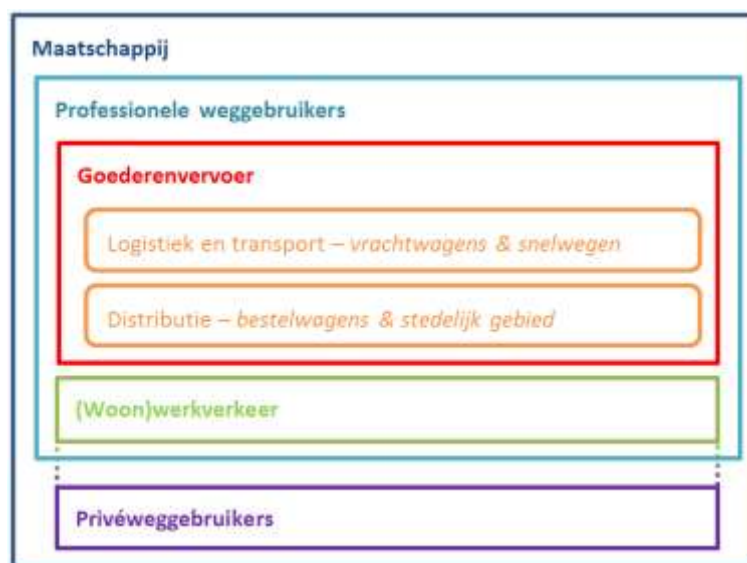 Maatschappij
Professionele weggebruikers
Goederenvervoer
Logistiek en transport – vrachtwagens & snelwegen
Distributie – bestelwagens & stedelijk gebied
(Woon)werkverkeer
Privéweggebruikers